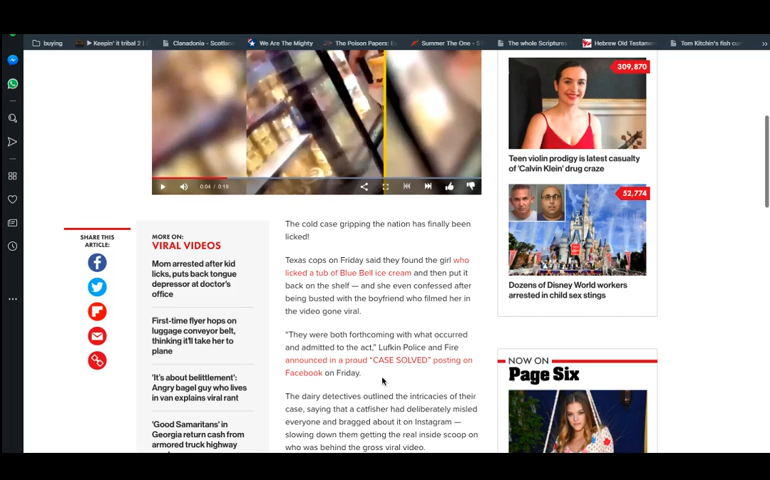 buying
Keepin' it tribal 2 |
Clanadonia – Scotland
We Are The Mighty
The Poison Papers:
Summer The One – S
The whole Scriptures
Hebrew Old Testame
Tom Kitchin's fish cu
»
0:04 / 0:19
SHARE THIS
ARTICLE:
MORE ON:
VIRAL VIDEOS
Mom arrested after kid
licks, puts back tongue
depressor at doctor's
office
First-time flyer hops on
luggage conveyor belt,
thinking it'll take her to
plane
'It's about belittlement':
Angry bagel guy who lives
in van explains viral rant
'Good Samaritans' in
Georgia return cash from
armored truck highway
The cold case gripping the nation has finally been
licked!
Texas cops on Friday said they found the girl who
licked a tub of Blue Bell ice cream and then put it
back on the shelf — and she even confessed after
being busted with the boyfriend who filmed her in
the video gone viral.
“They were both forthcoming with what occurred
and admitted to the act,” Lufkin Police and Fire
announced in a proud “CASE SOLVED” posting on
Facebook on Friday.
The dairy detectives outlined the intricacies of their
case, saying that a catfisher had deliberately misled
everyone and bragged about it on Instagram —
slowing down them getting the real inside scoop on
who was behind the gross viral video.
309,870
Teen violin prodigy is latest casualty
of 'Calvin Klein' drug craze
52,774
Dozens of Disney World workers
arrested in child sex stings
NOW ON
Page Six